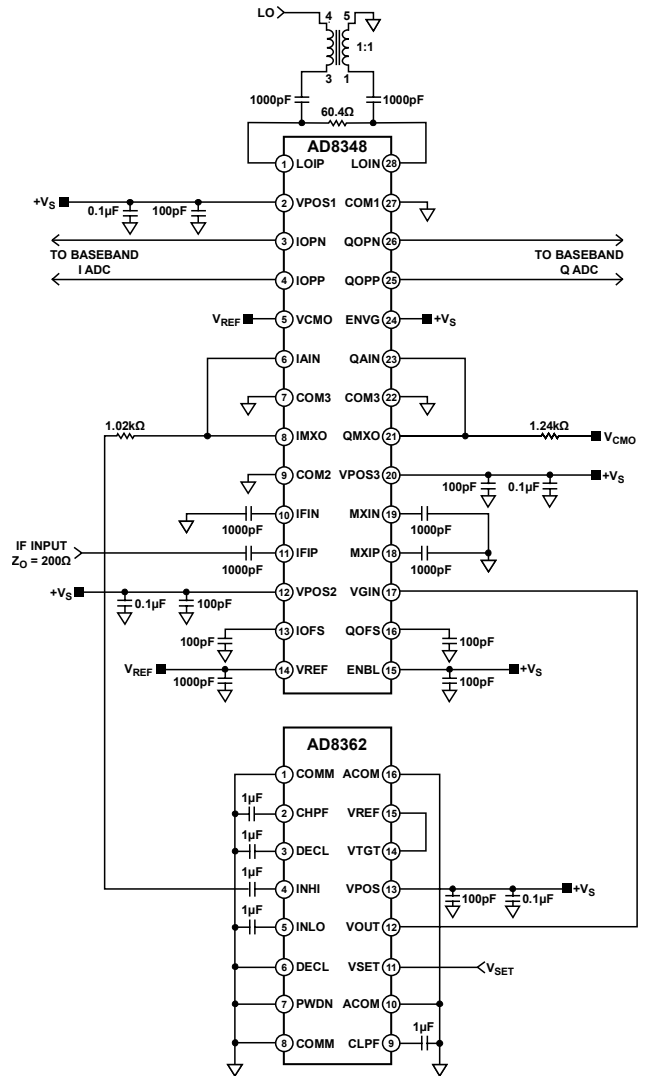 LO
4 5
1:1
3 1
1000pF 1000pF
60.4Ω
AD8348
1 LOIP LOIN 28
+VS 0.1µF 100pF 2 VPOS1 COM1 27
3 IOPN QOPN 26
TO BASEBAND
I ADC
TO BASEBAND
Q ADC
4 IOPP QOPP 25
VREF 5 VCMO ENVG 24 +VS
6 IAIN QAIN 23
7 COM3 COM3 22
1.02kΩ 8 IMXO QMXO 21 1.24kΩ VCMO
9 COM2 VPOS3 20 100pF 0.1µF +VS
1000pF 10 IFIN MXIN 19 1000pF
IF INPUT
ZO = 200Ω
1000pF 11 IFIP MXIP 18 1000pF
+VS 0.1µF 100pF 12 VPOS2 VGIN 17
100pF 13 IOFS QOFS 16 100pF
VREF 1000pF 14 VREF ENBL 15 100pF +VS
AD8362
1 COMM ACOM 16
1µF 2 CHPF VREF 15
1µF 3 DECL VTGT 14
1µF 4 INHI VPOS 13 100pF 0.1µF +VS
1µF 5 INLO VOUT 12
6 DECL VSET 11 VSET
7 PWDN ACOM 10
8 COMM CLPF 9 1µF